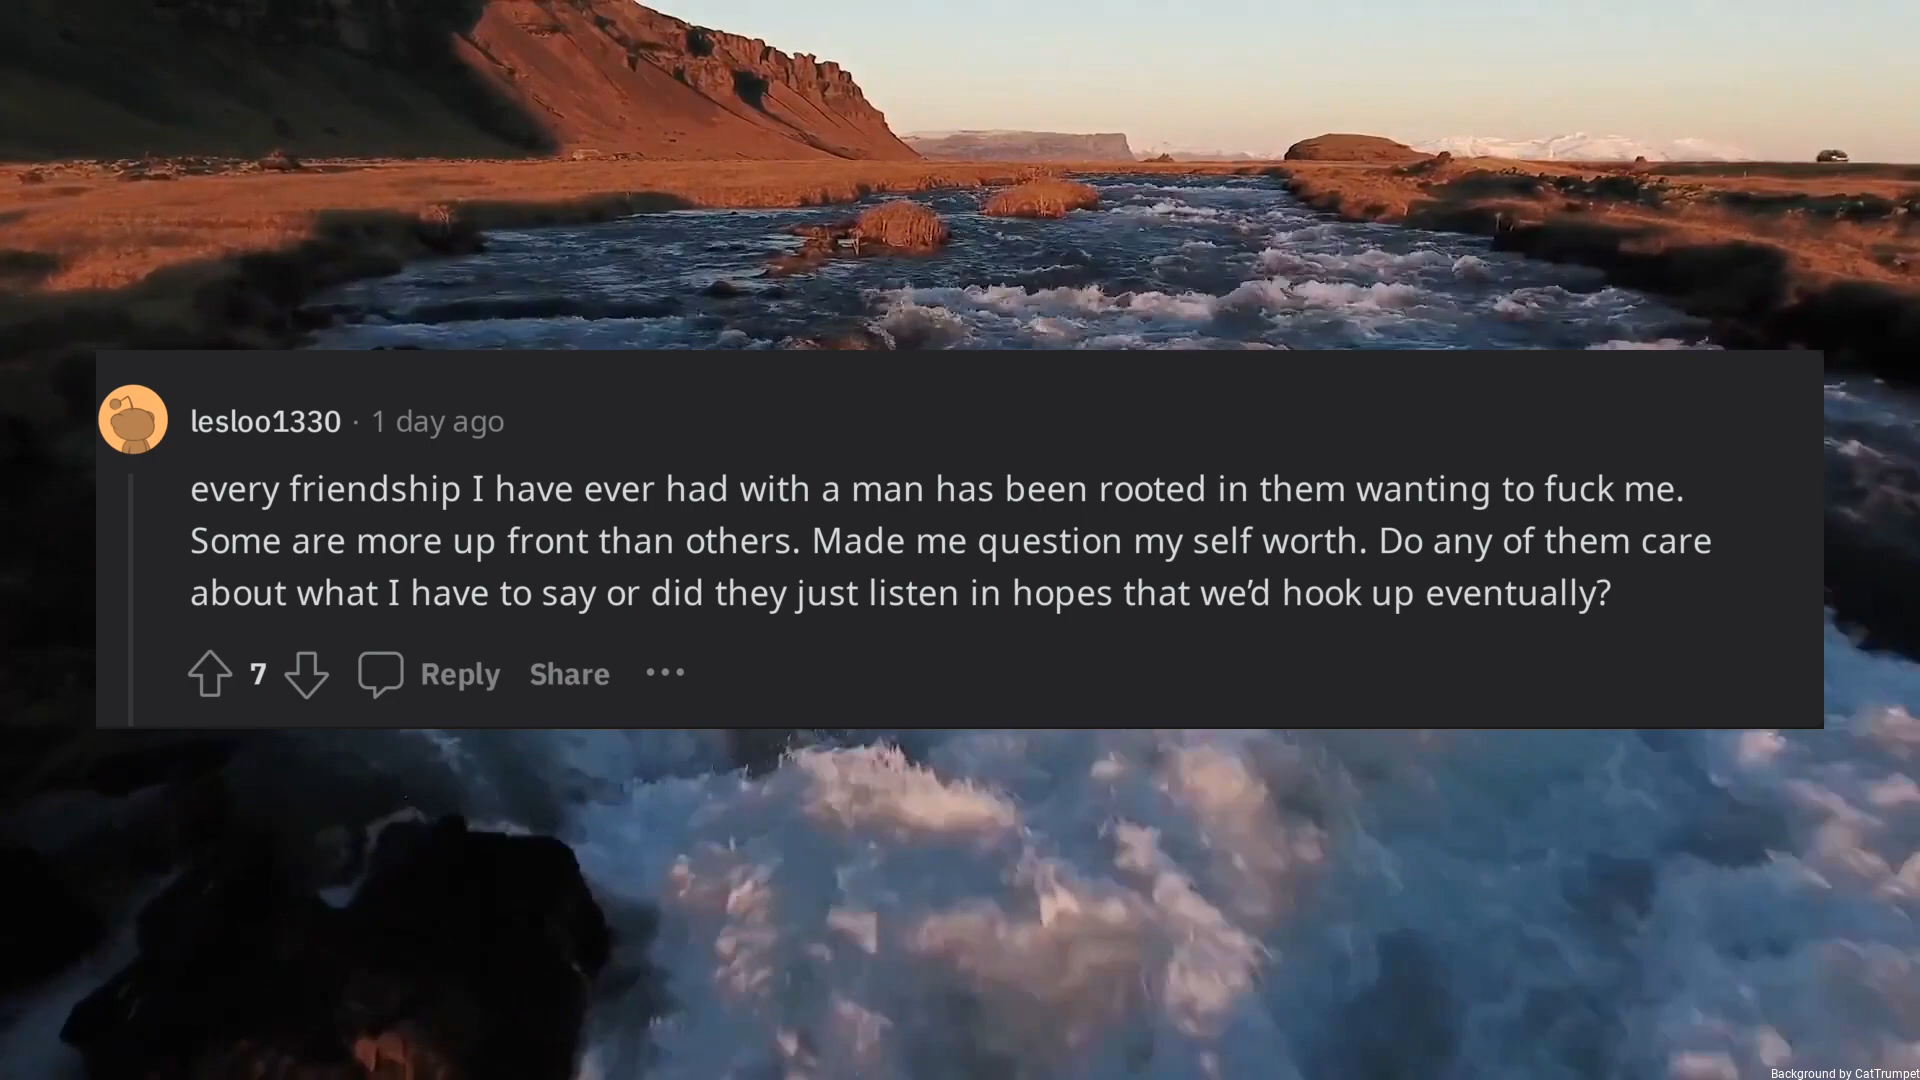 lesloo1330 · 1 day ago
every friendship I have ever had with a man has been rooted in them wanting to fuck me.
Some are more up front than others. Made me question my self worth. Do any of them care
about what I have to say or did they just listen in hopes that we’d hook up eventually?
7 Reply Share ···
Background by CatTrumpet